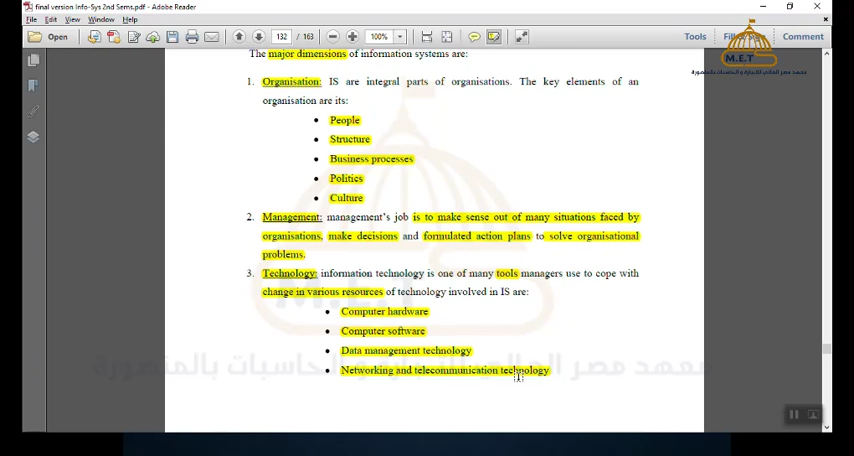 final version Info-Sys 2nd Sems.pdf - Adobe Reader
File Edit View Window Help
Open 132 / 163 100% Tools Comment
M.E.T
The major dimensions of information systems are:
1. Organisation: IS are integral parts of organisations. The key elements of an
organisation are its:
• People
• Structure
• Business processes
• Politics
• Culture
2. Management: management's job is to make sense out of many situations faced by
organisations, make decisions and formulated action plans to solve organisational
problems.
3. Technology: information technology is one of many tools managers use to cope with
change in various resources of technology involved in IS are:
• Computer hardware
• Computer software
• Data management technology
• Networking and telecommunication technology